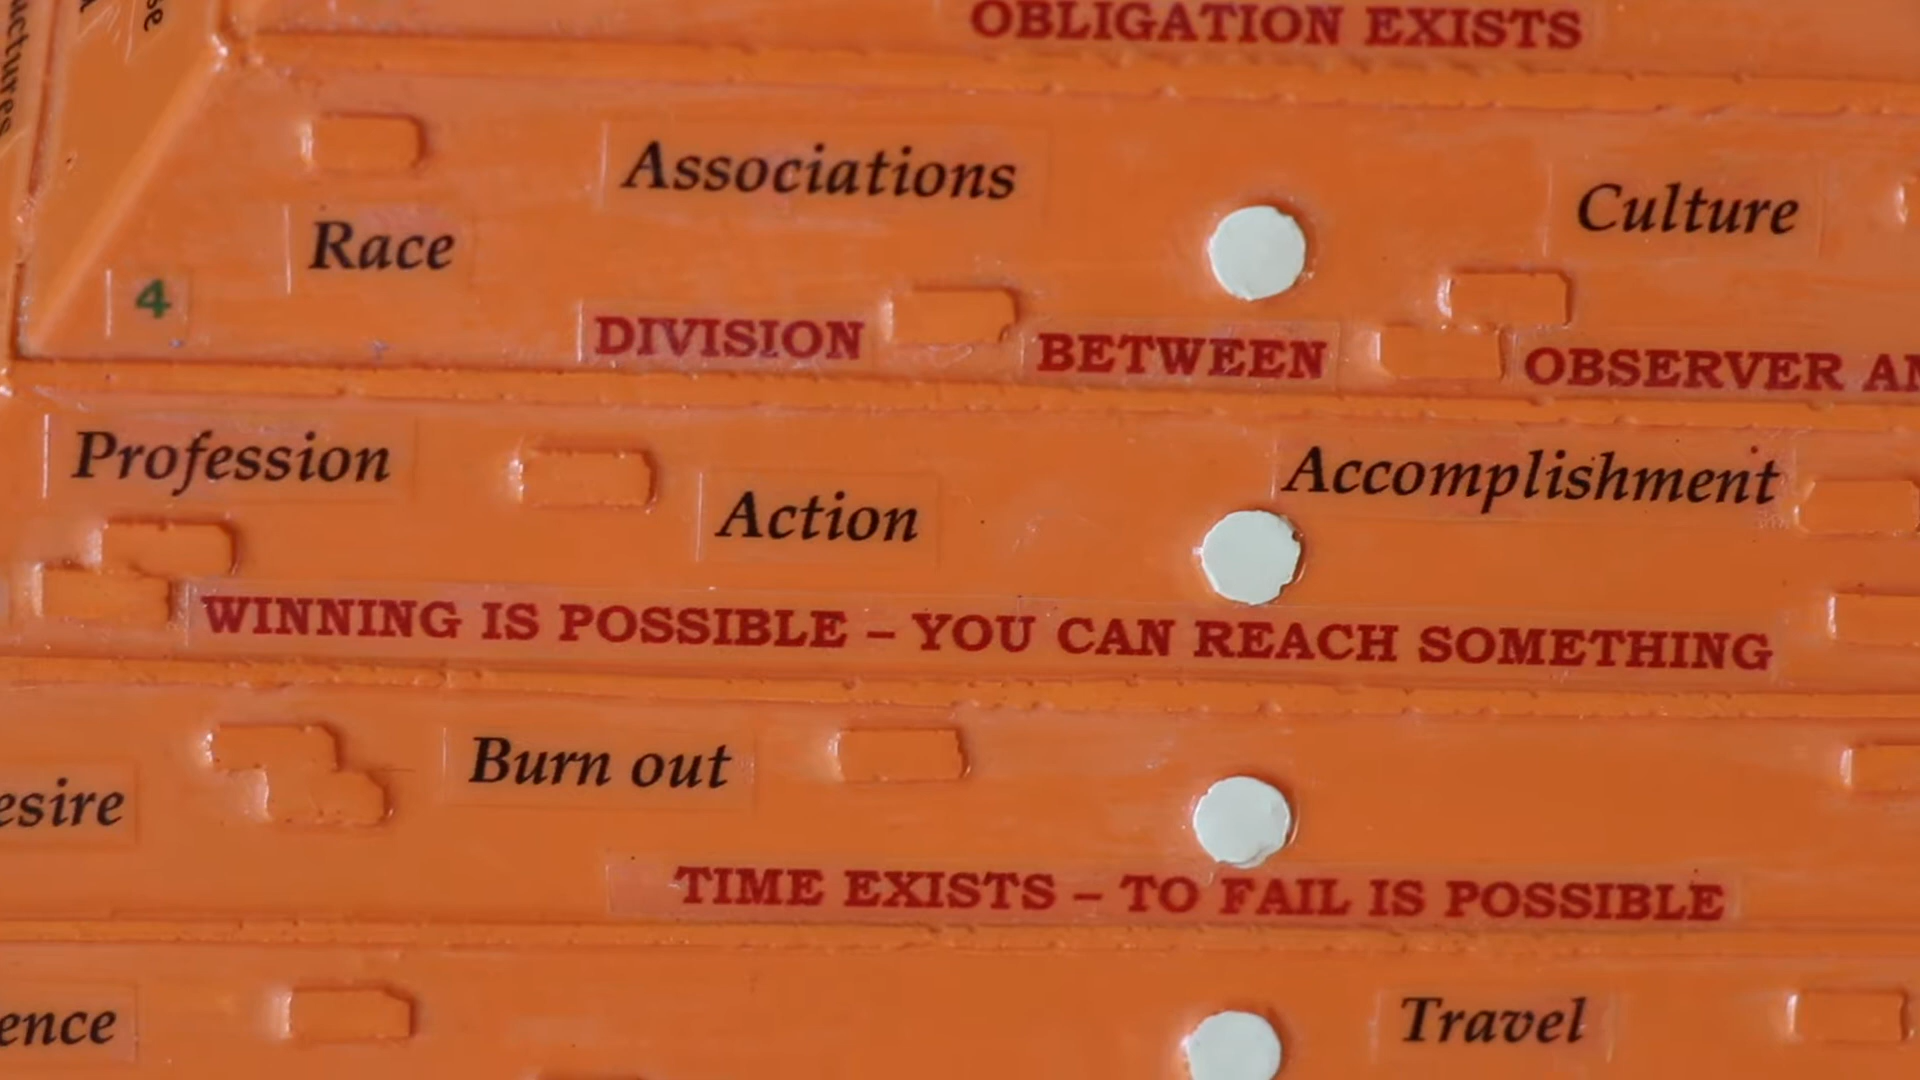 OBLIGATION EXISTS
Associations
Culture
Race
4
DIVISION BETWEEN OBSERVER
Profession
Accomplishment
Action
WINNING IS POSSIBLE – YOU CAN REACH SOMETHING
Burn out
TIME EXISTS – TO FAIL IS POSSIBLE
Travel